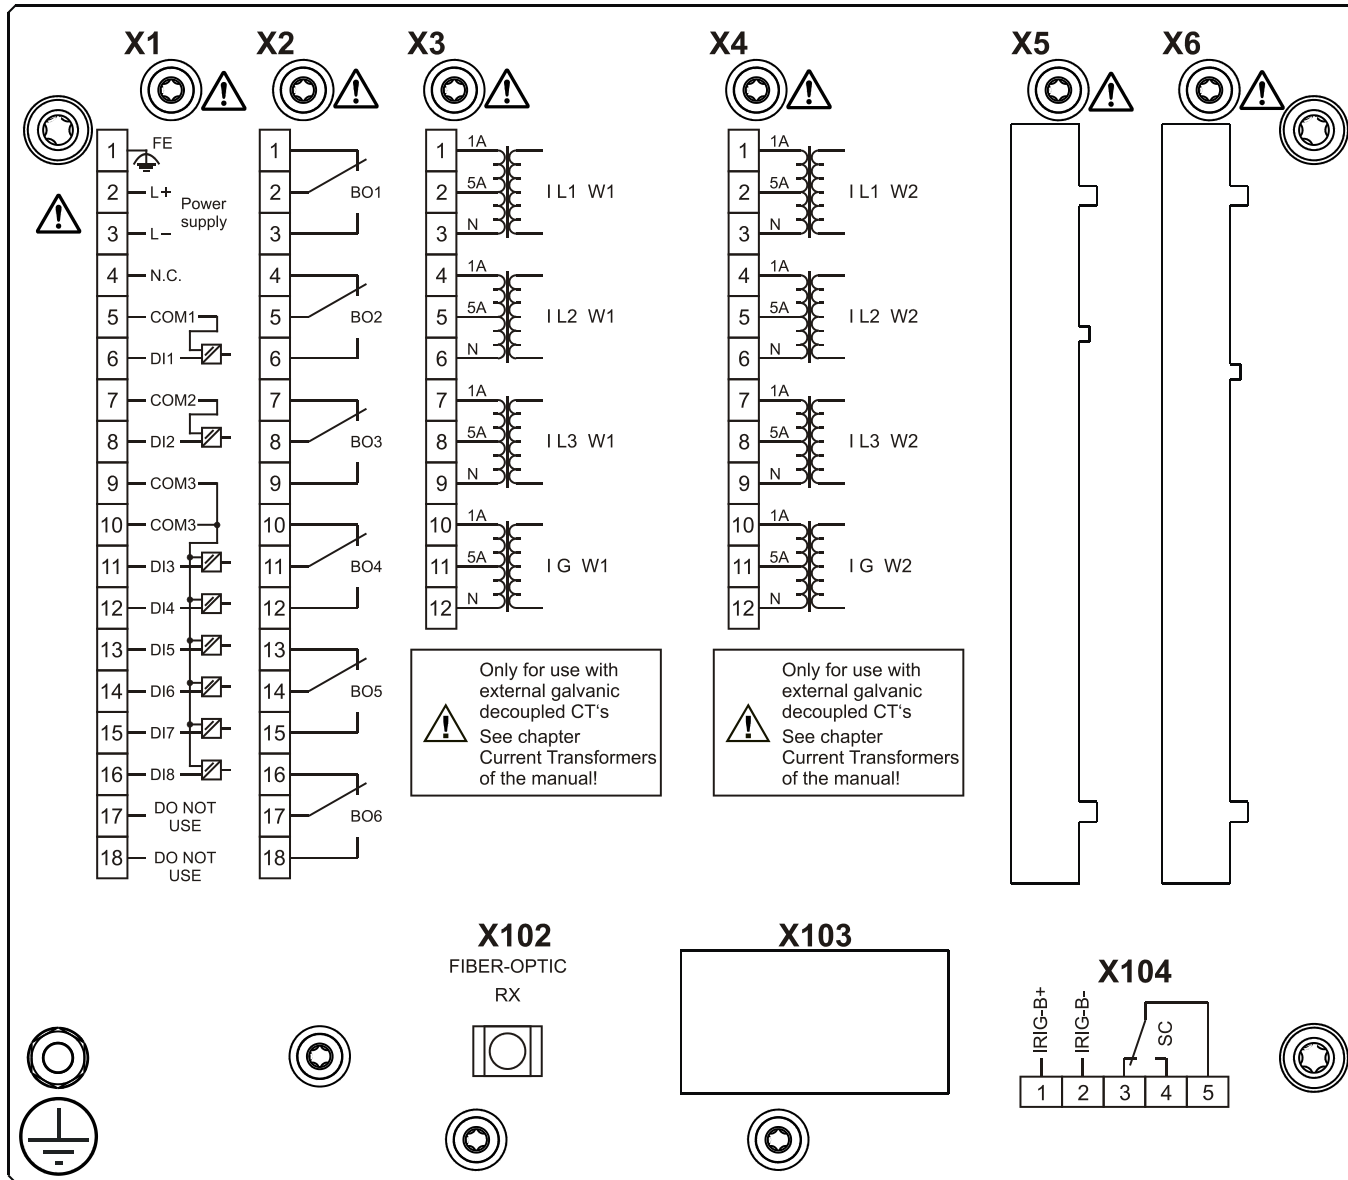 X1
X2
X3
X4
X5
X6
1 FE
2 L+
Power
supply
3 L−
4 N.C.
5 COM1
6 DI1
7 COM2
8 DI2
9 COM3
10 COM3
11 DI3
12 DI4
13 DI5
14 DI6
15 DI7
16 DI8
17 DO NOT
USE
18 DO NOT
USE
1
2 BO1
3
4
5 BO2
6
7
8 BO3
9
10
11 BO4
12
13
14 BO5
15
16
17 BO6
18
1 1A
2 5A I L1 W1
3 N
4 1A
5 5A I L2 W1
6 N
7 1A
8 5A I L3 W1
9 N
10 1A
11 5A I G W1
12 N
Only for use with
external galvanic
decoupled CT‘s
See chapter
Current Transformers
of the manual!
1 1A
2 5A I L1 W2
3 N
4 1A
5 5A I L2 W2
6 N
7 1A
8 5A I L3 W2
9 N
10 1A
11 5A I G W2
12 N
Only for use with
external galvanic
decoupled CT‘s
See chapter
Current Transformers
of the manual!
X102
FIBER-OPTIC
RX
X103
X104
IRIG-B+
IRIG-B-
SC
1 2 3 4 5